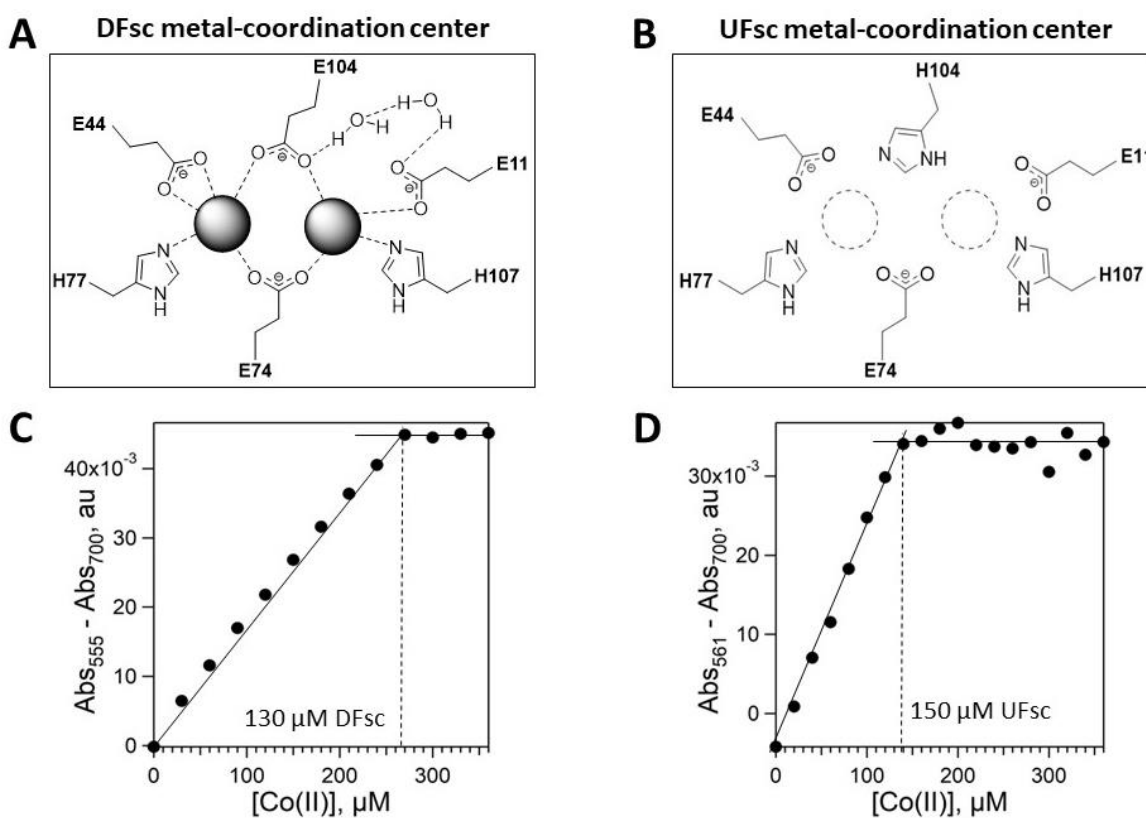 A DFsc metal-coordination center
B UFsc metal-coordination center
E104
E44
O
O
⊖
O
O
⊖
H
O
H
H
O
H
E11
O
O
⊖
H77
N
N
H
O
O
⊖
E74
N
N
H
H107
H104
E44
O
O
⊖
N
NH
E11
O
O
⊖
H77
N
N
H
O
O
⊖
E74
N
N
H
H107
C
Abs555 - Abs700, au
40x10-3
30
20
10
0
130 µM DFsc
0 100 200 300
[Co(II)], µM
D
Abs561 - Abs700, au
30x10-3
20
10
0
150 µM UFsc
0 100 200 300
[Co(II)], µM